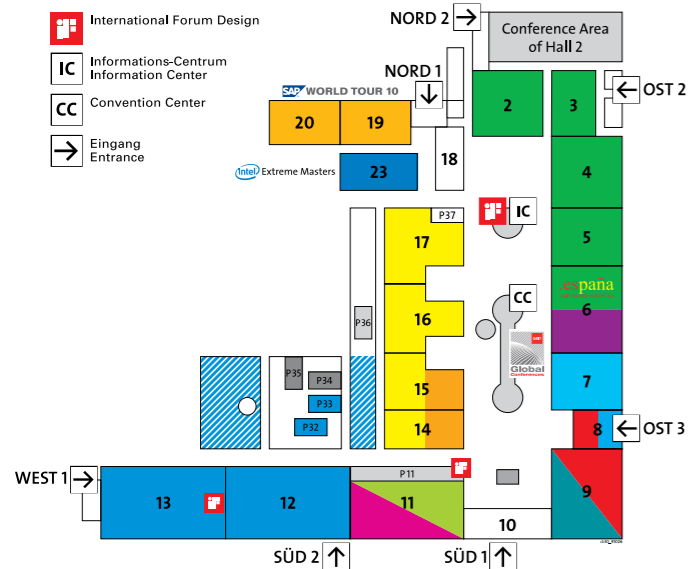 International Forum Design
IC
Informations-Centrum
Information Center
CC
Convention Center
Eingang
Entrance
NORD 2
Conference Area
of Hall 2
NORD 1
SAP WORLD TOUR 10
OST 2
20
19
2
3
18
intel Extreme Masters
23
4
P37
IC
17
5
CC
.españa
6
P36
16
Global
Conferences
P35
P34
P33
P32
15
7
14
8
OST 3
WEST 1
13
12
P11
11
9
10
SÜD 2
SÜD 1